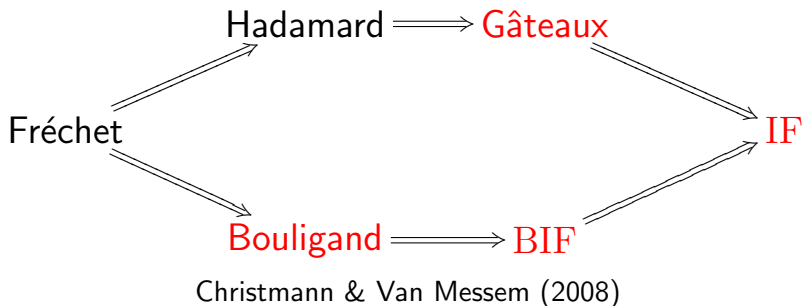 Hadamard Gâteaux
Fréchet IF
Bouligand BIF
Christmann & Van Messem (2008)